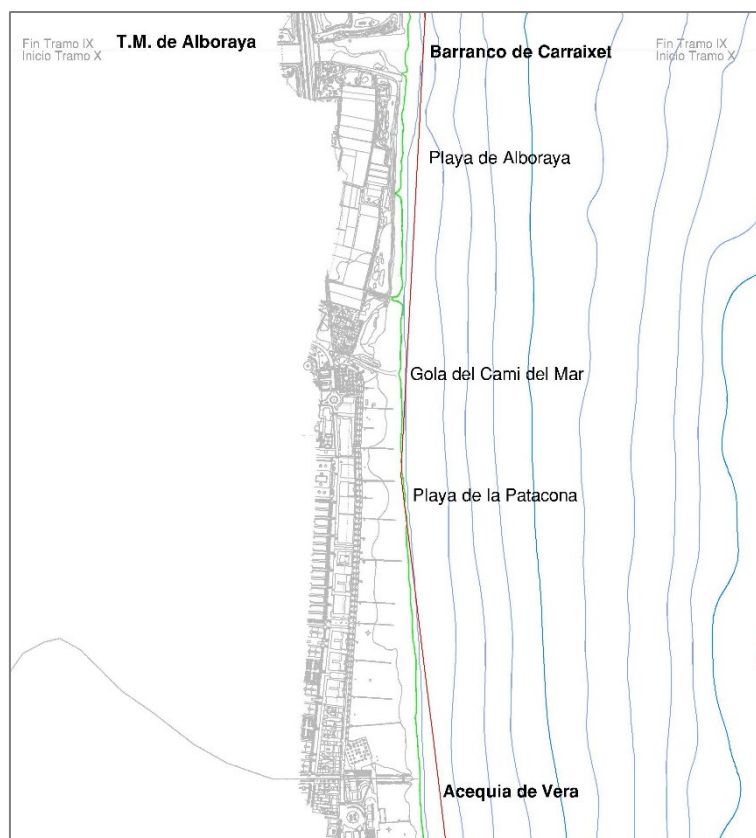 T.M. de Alboraya
Fin Tramo IX
Inicio Tramo X
Barranco de Carraixet
Fin Tramo IX
Inicio Tramo X
Playa de Alboraya
Gola del Cami del Mar
Playa de la Patacona
Acequia de Vera